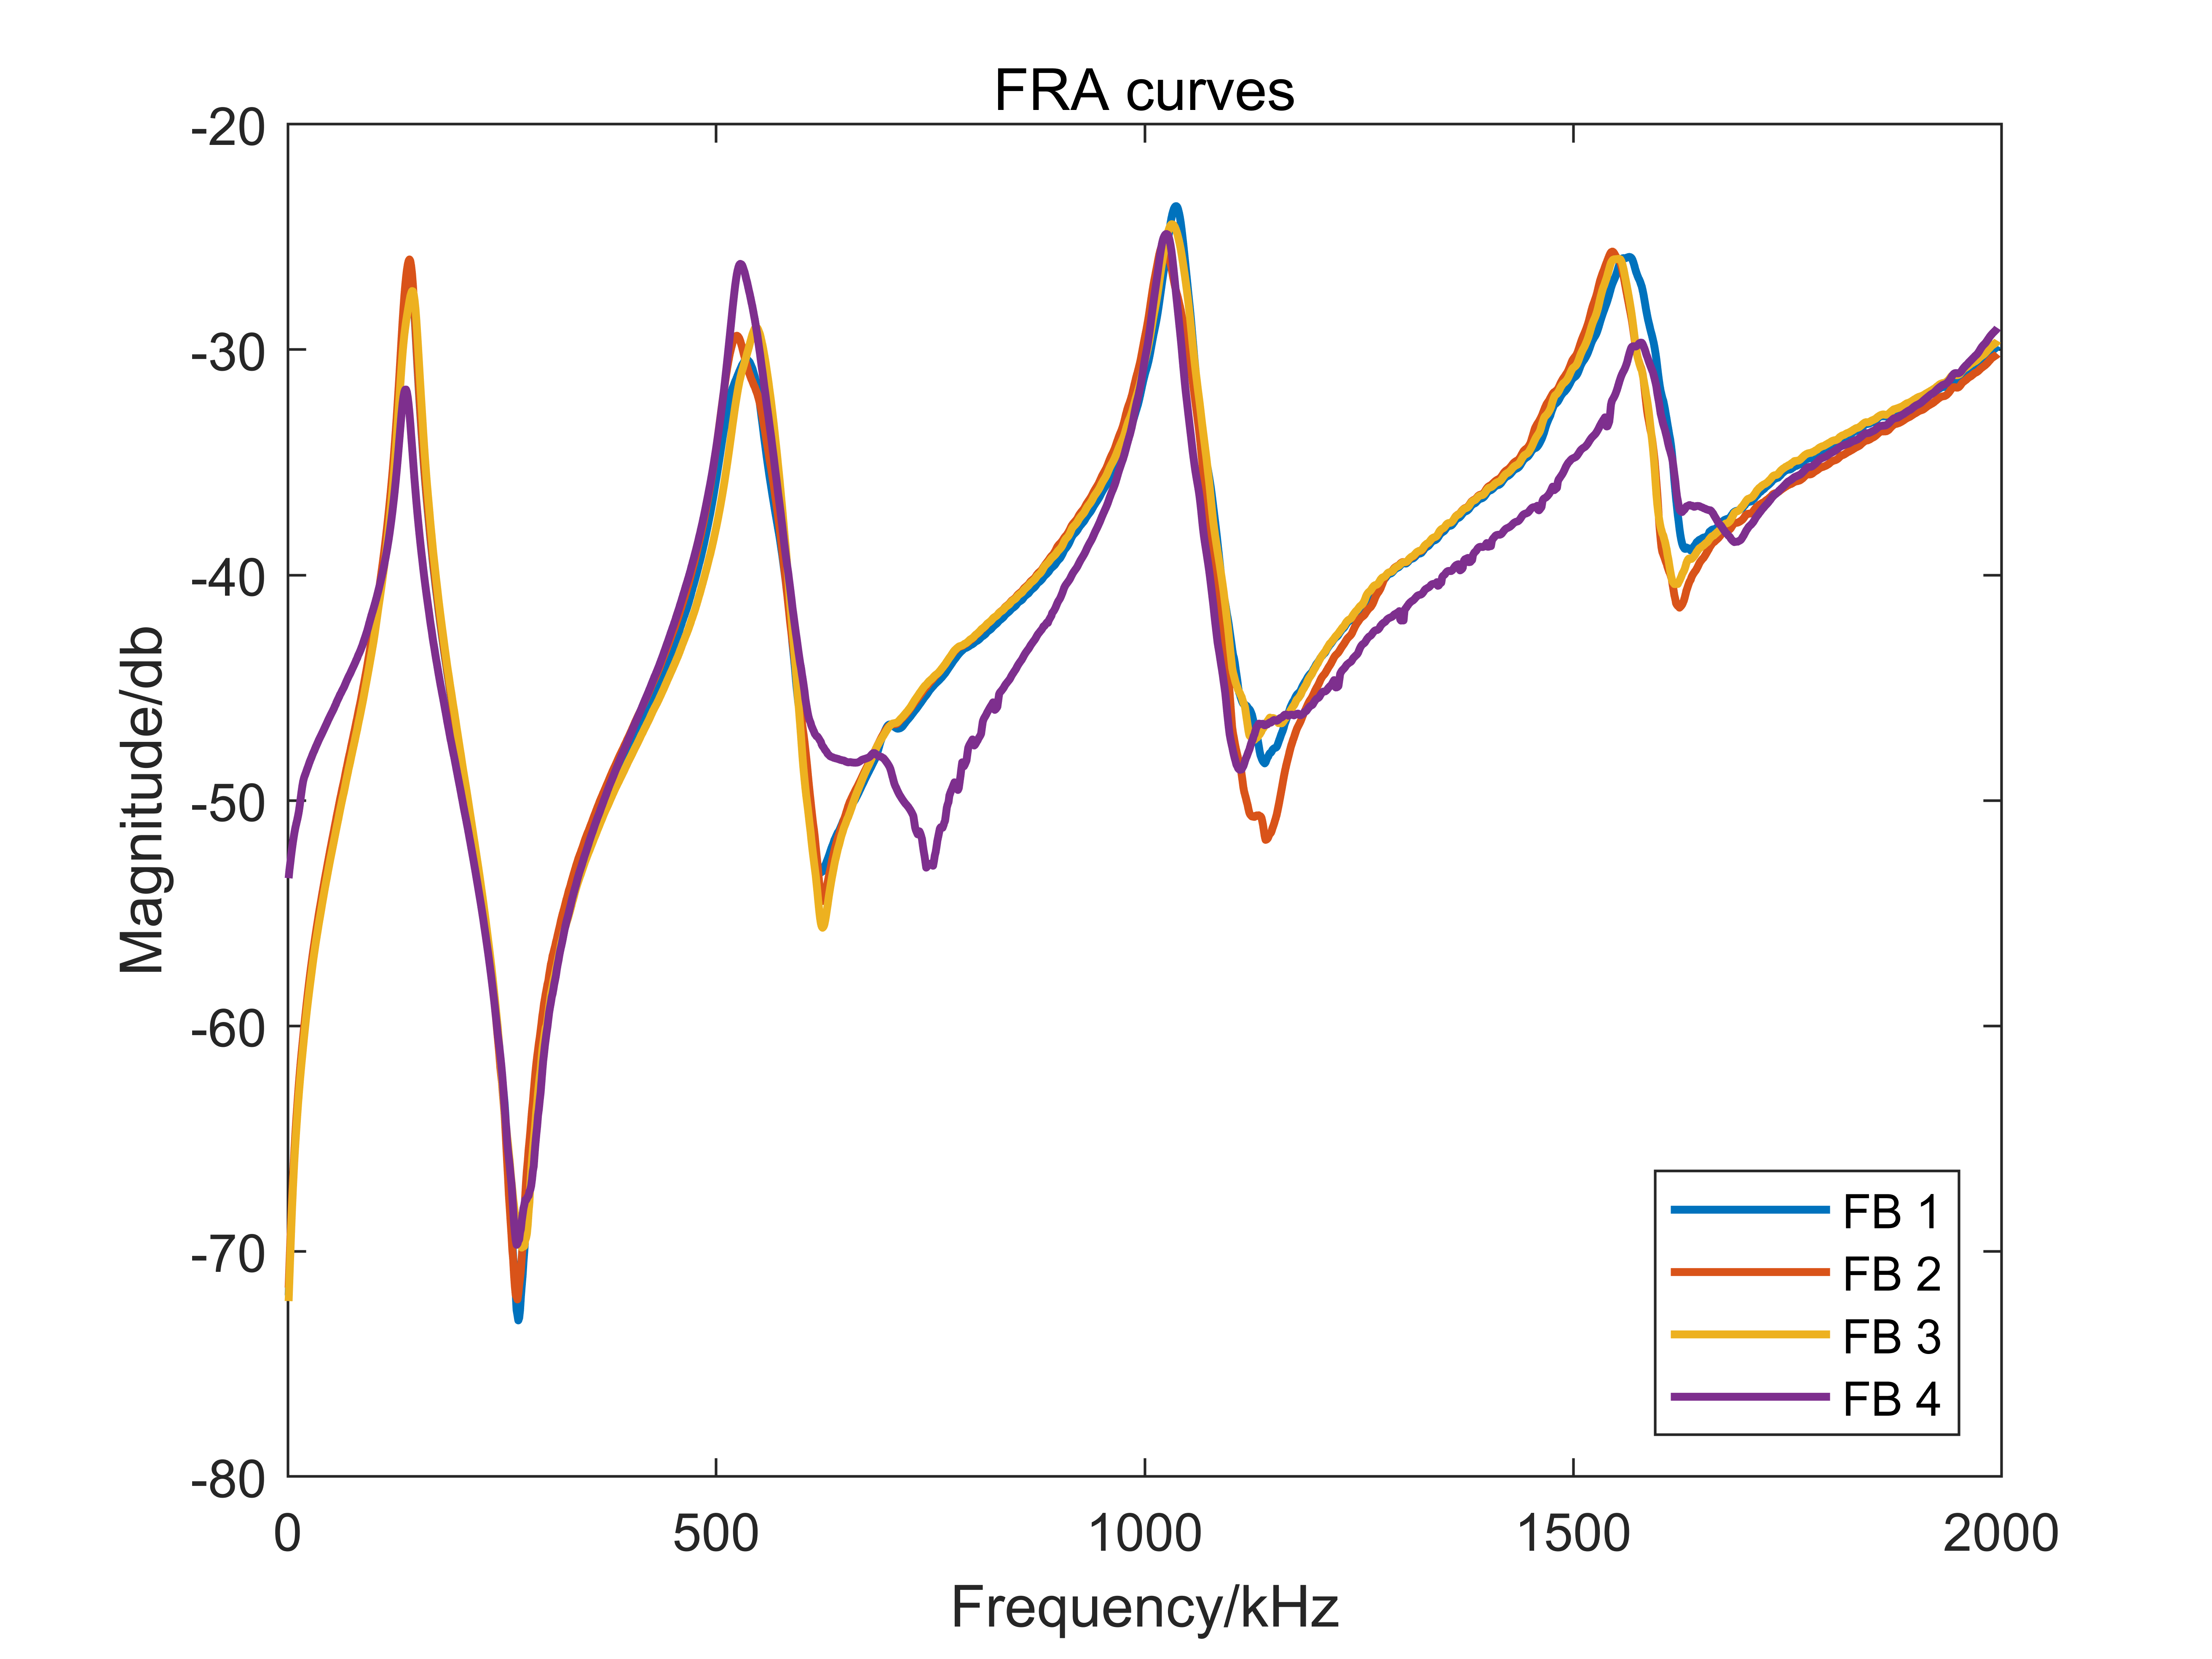 FRA curves
-20
-30
-40
-50
-60
-70
-80
Magnitude/db
0 500 1000 1500 2000
Frequency/kHz
FB 1
FB 2
FB 3
FB 4